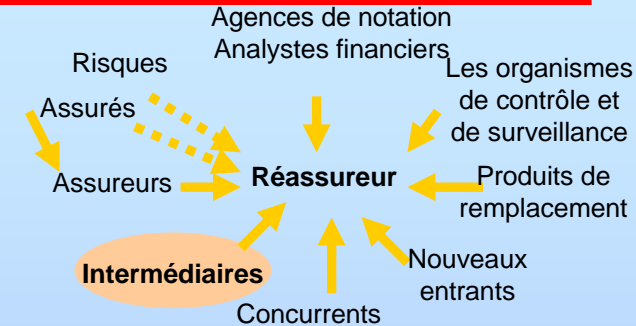 Agences de notation
Analystes financiers
Risques
Assurés
Les organismes
de contrôle et
de surveillance
Assureurs
Réassureur
Produits de
remplacement
Intermédiaires
Nouveaux
entrants
Concurrents